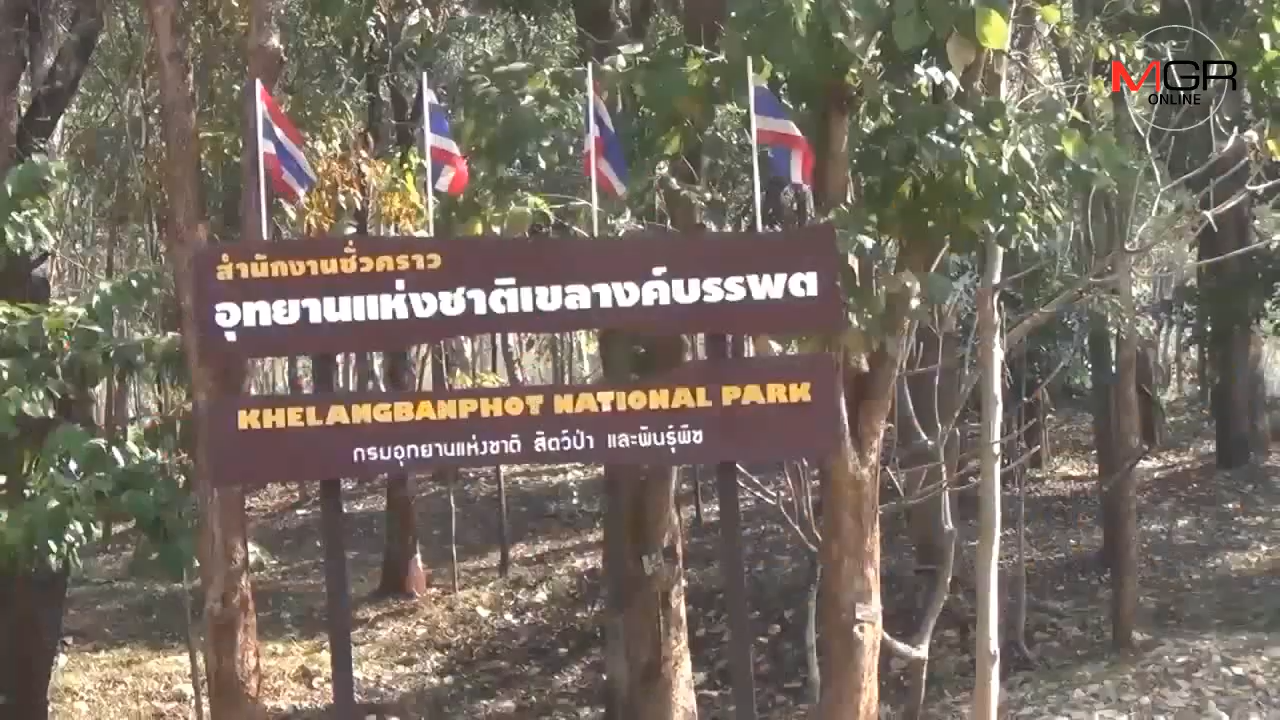 MGR
ONLINE
สำนักงานชั่วคราว
อุทยานแห่งชาติเขลางค์บรรพต
KHELANGBANPHOT NATIONAL PARK
กรมอุทยานแห่งชาติ สัตว์ป่า และพันธุ์พืช